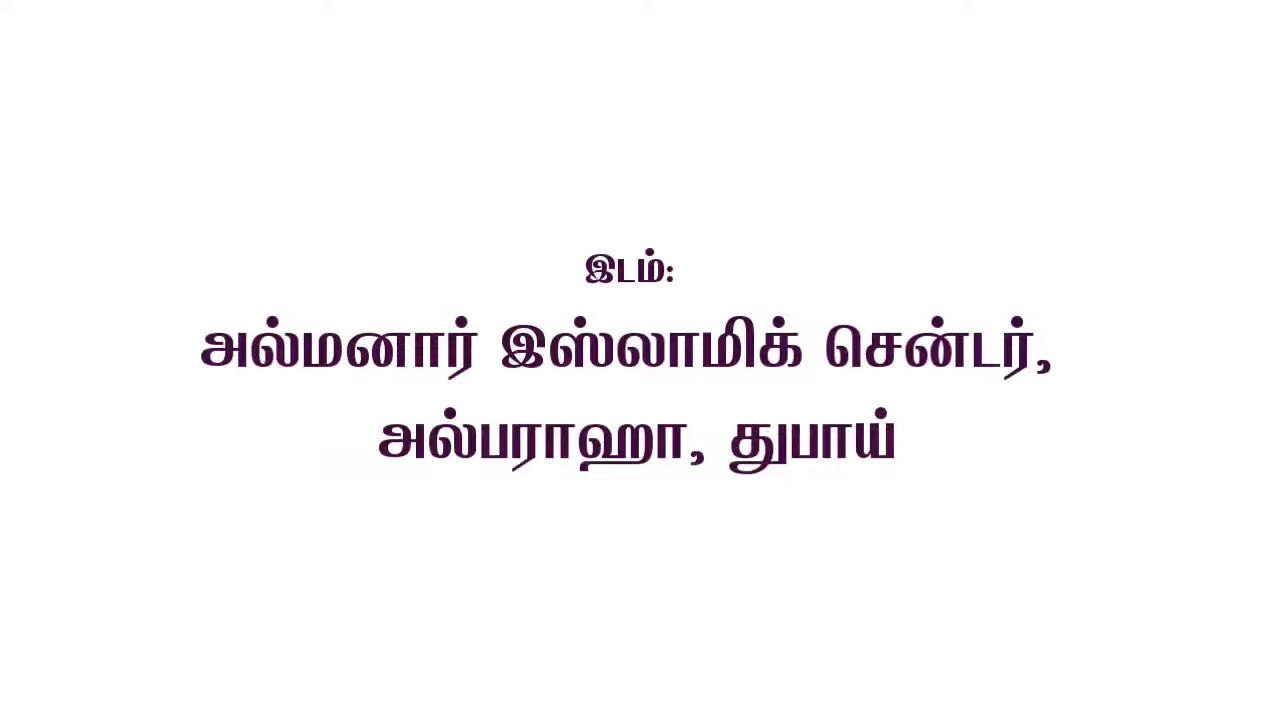 இடம்:
அல்மனார் இஸ்லாமிக் சென்டர்,
அல்பராஹா, துபாய்